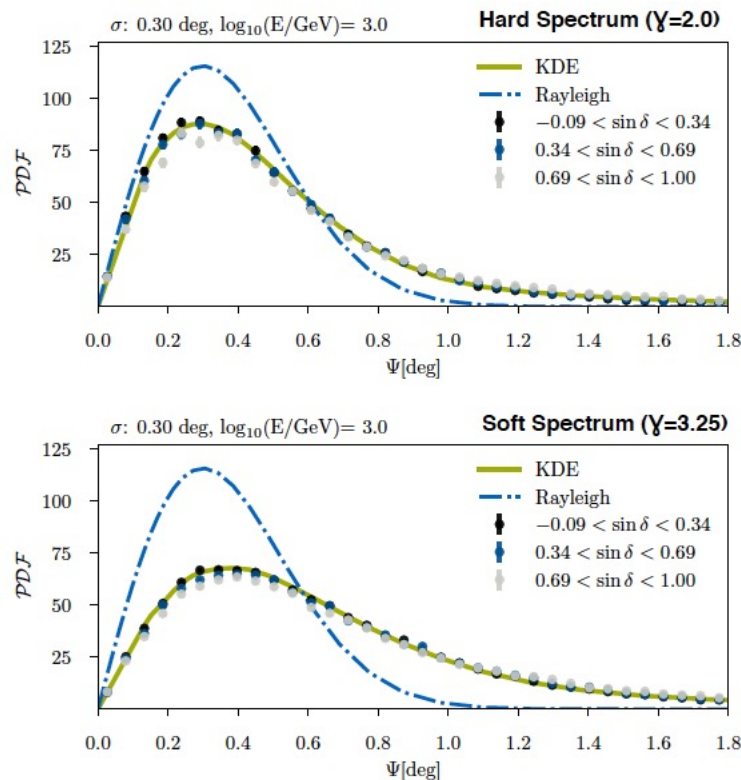 σ: 0.30 deg, log₁₀(E/GeV)= 3.0 Hard Spectrum (Ɣ=2.0)
125
100
75
50
25
PDF
KDE
Rayleigh
−0.09 < sin δ < 0.34
0.34 < sin δ < 0.69
0.69 < sin δ < 1.00
0.0 0.2 0.4 0.6 0.8 1.0 1.2 1.4 1.6 1.8
Ψ[deg]
σ: 0.30 deg, log₁₀(E/GeV)= 3.0 Soft Spectrum (Ɣ=3.25)
125
100
75
50
25
PDF
KDE
Rayleigh
−0.09 < sin δ < 0.34
0.34 < sin δ < 0.69
0.69 < sin δ < 1.00
0.0 0.2 0.4 0.6 0.8 1.0 1.2 1.4 1.6 1.8
Ψ[deg]